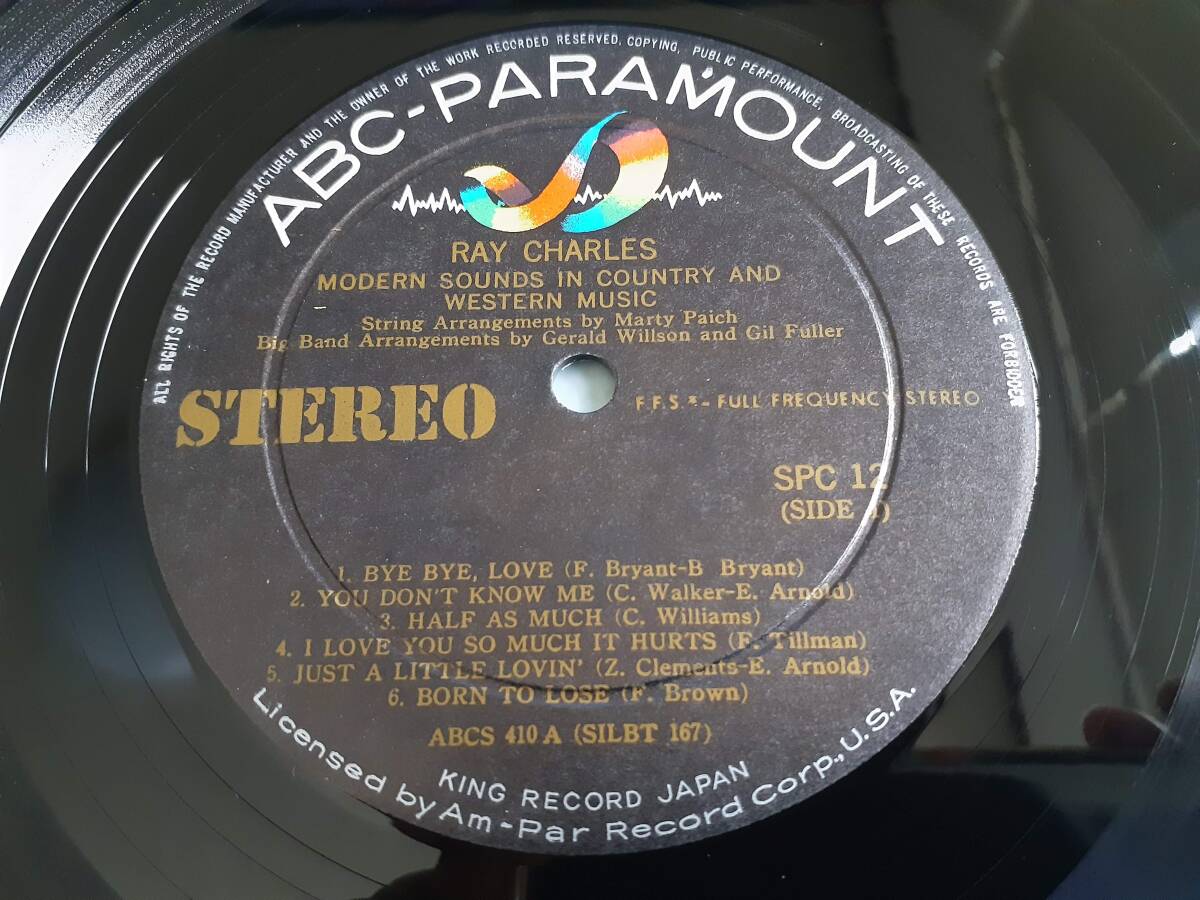 ALL RIGHTS OF THE RECORD MANUFACTURER AND THE OWNER OF THE WORK RECORDED RESERVED. COPYING, PUBLIC PERFORMANCE, BROADCASTING OF THESE RECORDS ARE FORBIDDEN
ABC-PARAMOUNT
RAY CHARLES
MODERN SOUNDS IN COUNTRY AND
WESTERN MUSIC
String Arrangements by Marty Paich
Big Band Arrangements by Gerald Willson and Gil Fuller
STEREO
F.F.S.*- FULL FREQUENCY STEREO
SPC 12
(SIDE 1)
1. BYE BYE, LOVE (F. Bryant-B Bryant)
2. YOU DON'T KNOW ME (C. Walker-E. Arnold)
3. HALF AS MUCH (C. Williams)
4. I LOVE YOU SO MUCH IT HURTS (F. Tillman)
5. JUST A LITTLE LOVIN' (Z. Clements-E. Arnold)
6. BORN TO LOSE (F. Brown)
ABCS 410 A (SILBT 167)
KING RECORD JAPAN
Licensed by Am-Par Record Corp., U.S.A.